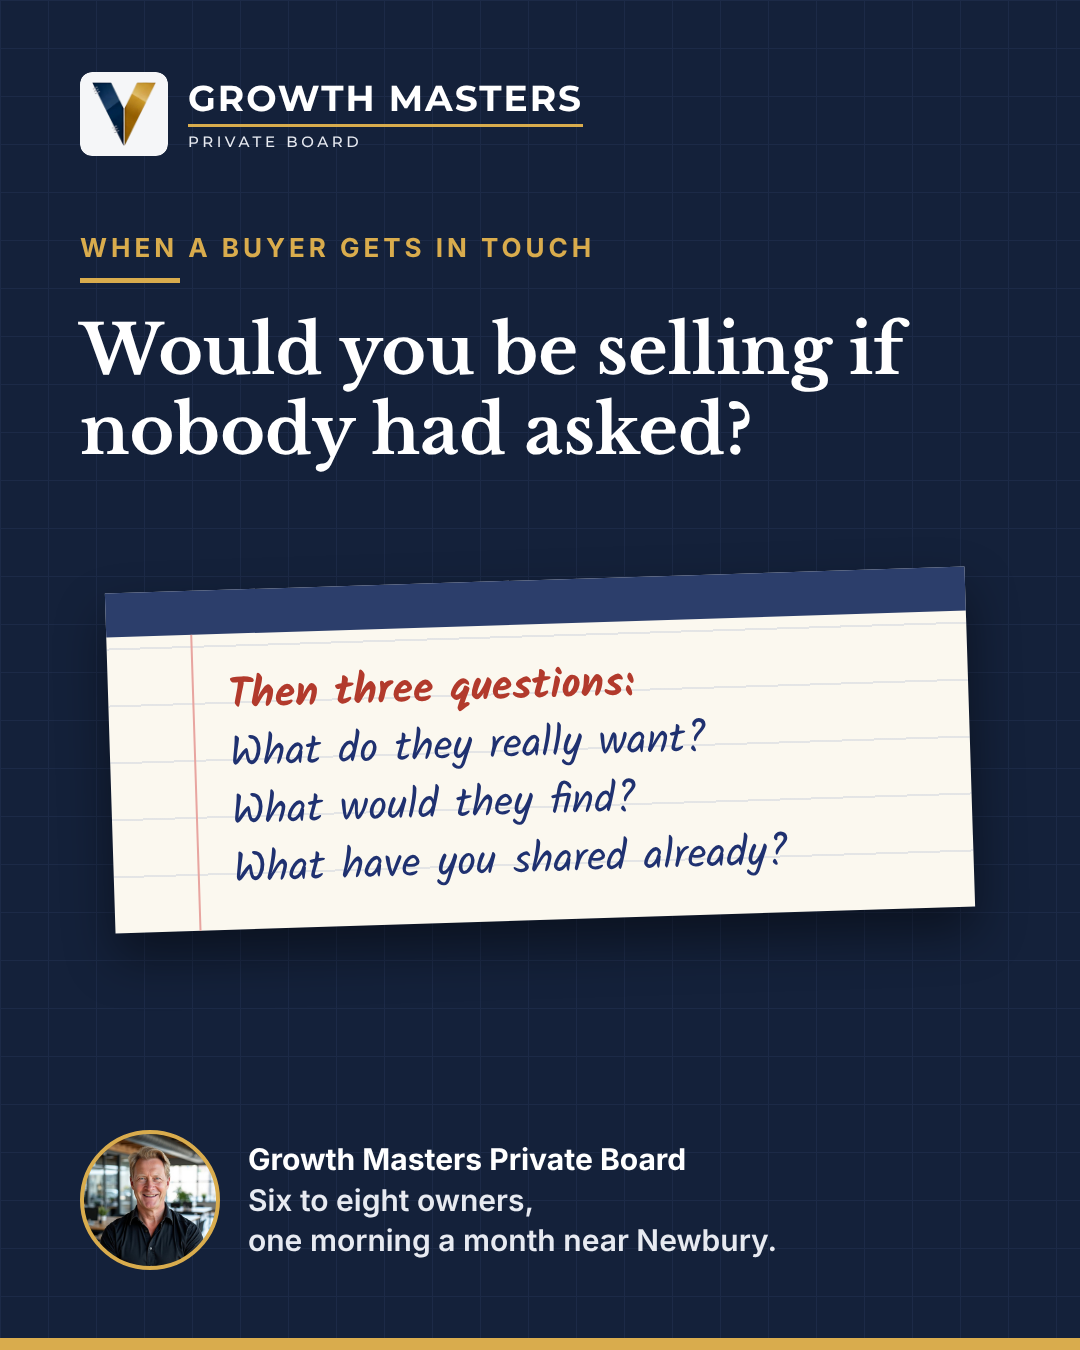 GROWTH MASTERS
PRIVATE BOARD
WHEN A BUYER GETS IN TOUCH
Would you be selling if
nobody had asked?
Then three questions:
What do they really want?
What would they find?
What have you shared already?
Growth Masters Private Board
Six to eight owners,
one morning a month near Newbury.